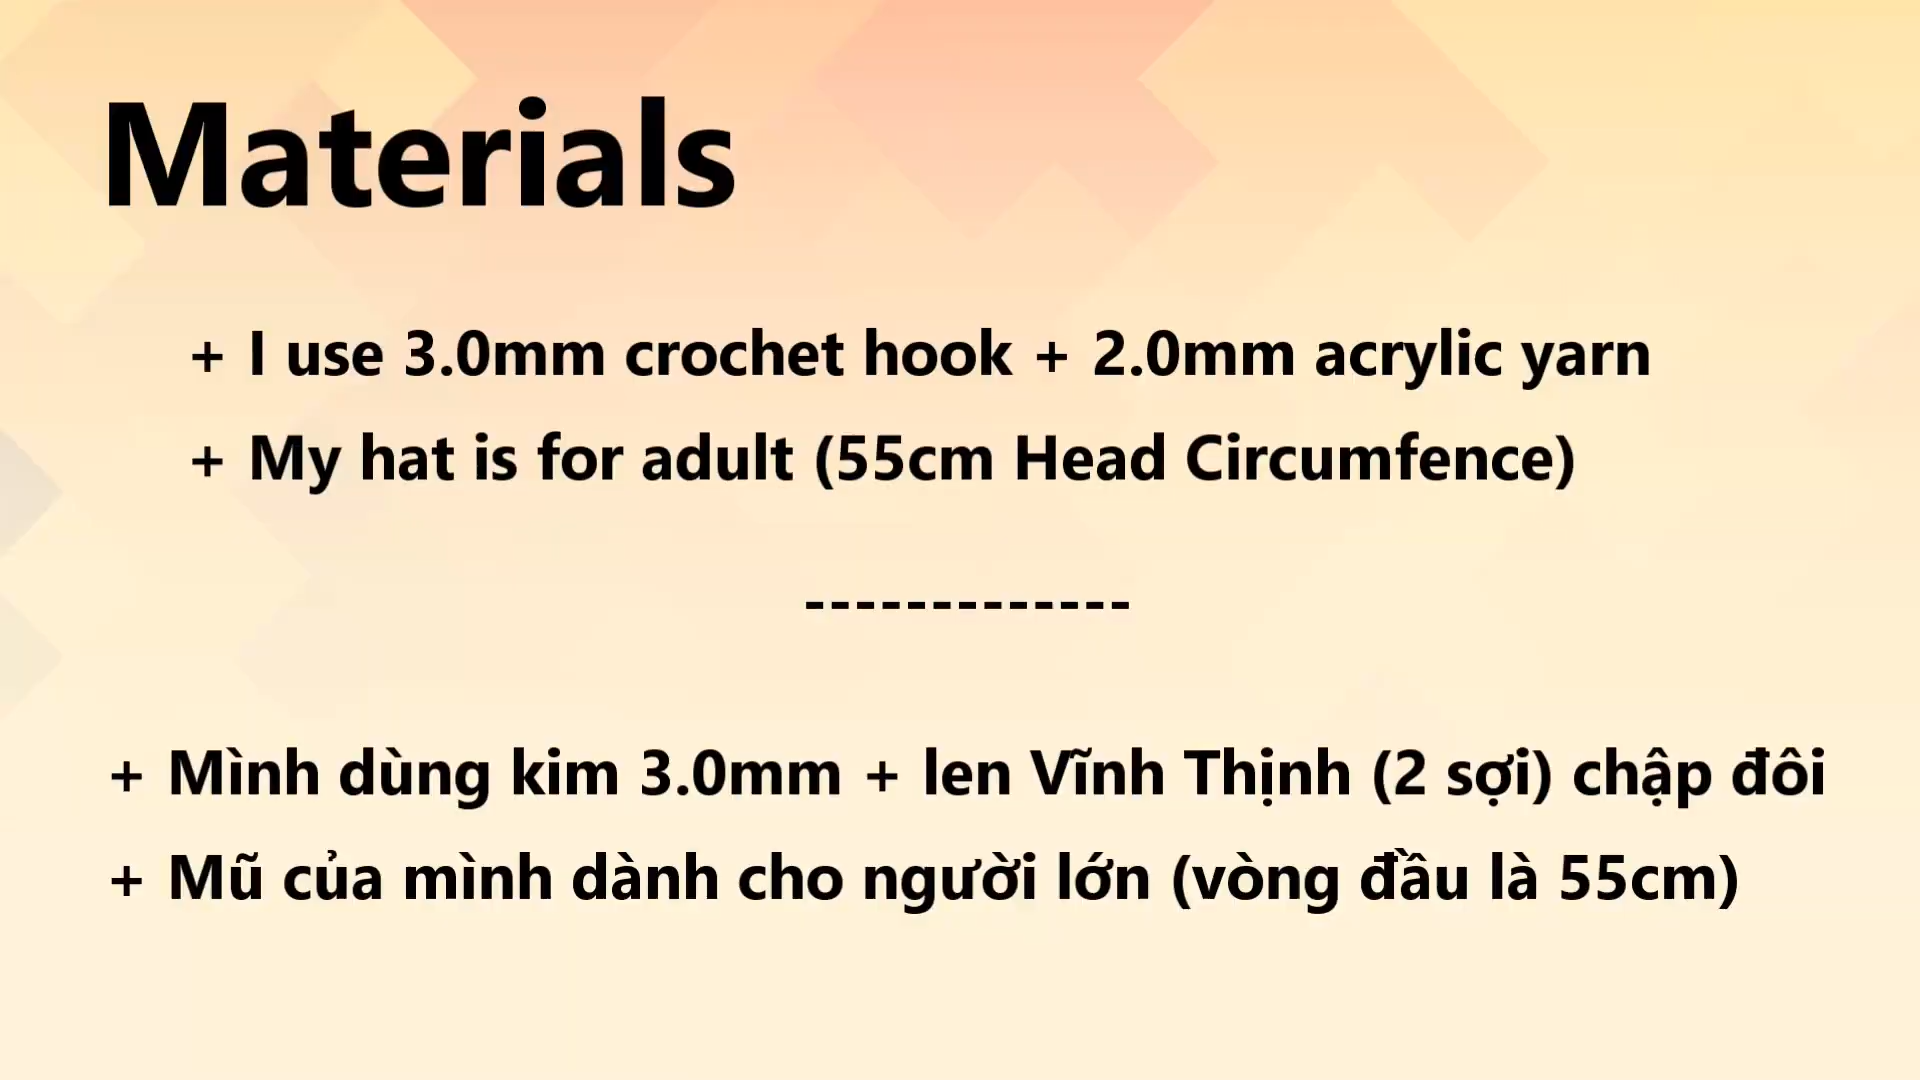 Materials
+ I use 3.0mm crochet hook + 2.0mm acrylic yarn
+ My hat is for adult (55cm Head Circumfence)
-------------
+ Mình dùng kim 3.0mm + len Vĩnh Thịnh (2 sợi) chập đôi
+ Mũ của mình dành cho người lớn (vòng đầu là 55cm)